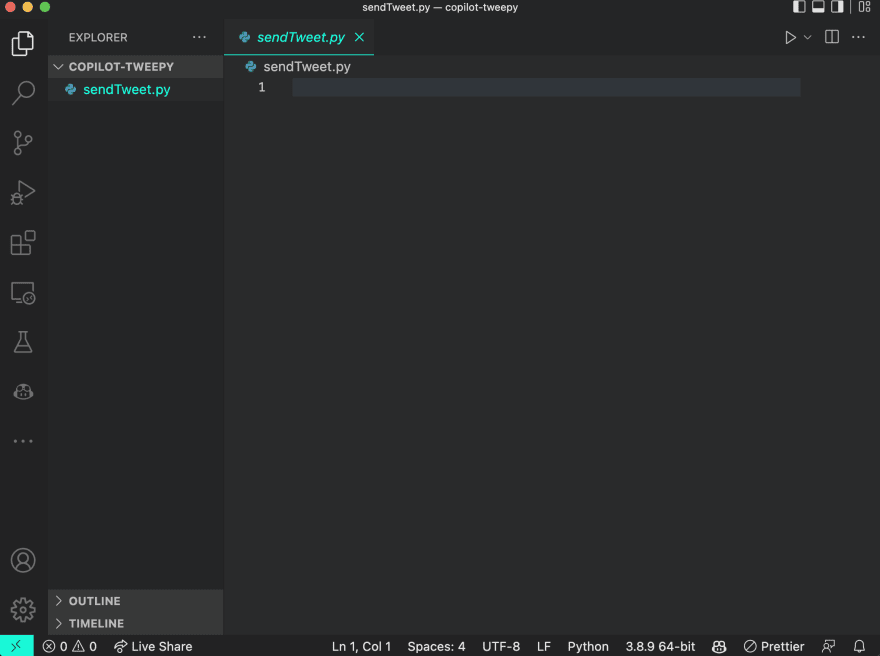 sendTweet.py — copilot-tweepy
EXPLORER
sendTweet.py
COPILOT-TWEEPY
sendTweet.py
sendTweet.py
1
OUTLINE
TIMELINE
0 0 Live Share Ln 1, Col 1 Spaces: 4 UTF-8 LF Python 3.8.9 64-bit Prettier